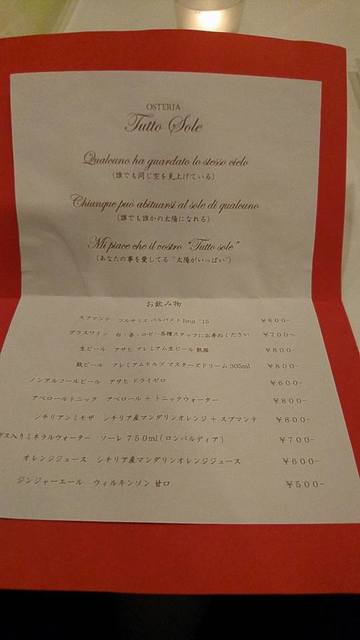 OSTERIA
Tutto Sole
Qualcuno ha guardato lo stesso cielo
(誰でも同じ空を見上げている)
Chiunque può abituarsi al sole di qualcuno
(誰でも誰かの太陽になれる)
Mi piace che il vostro "Tutto sole"
(あなたの事を愛してる "太陽がいっぱい")
お飲み物
スプマンテ フルサミエ Brut '15 ¥800-
グラスワイン 白・赤・ロゼ 各種スタッフにお尋ねください ¥700~
生ビール アサヒ プレミアム生ビール 熟撰 ¥800-
瓶ビール プレミアムモルツ マスターズドリーム 305ml ¥800-
ノンアルコールビール アサヒ ドライゼロ ¥600-
アペロールトニック アペロール + トニックウォーター ¥800-
シチリアンミモザ シチリア産マンダリンオレンジ + スプマンテ ¥800-
ス入りミネラルウォーター ソーレ 750ml (ロンバルディア) ¥700-
オレンジジュース シチリア産マンダリンオレンジジュース ¥600-
ジンジャーエール ウィルキンソン 甘口 ¥500-